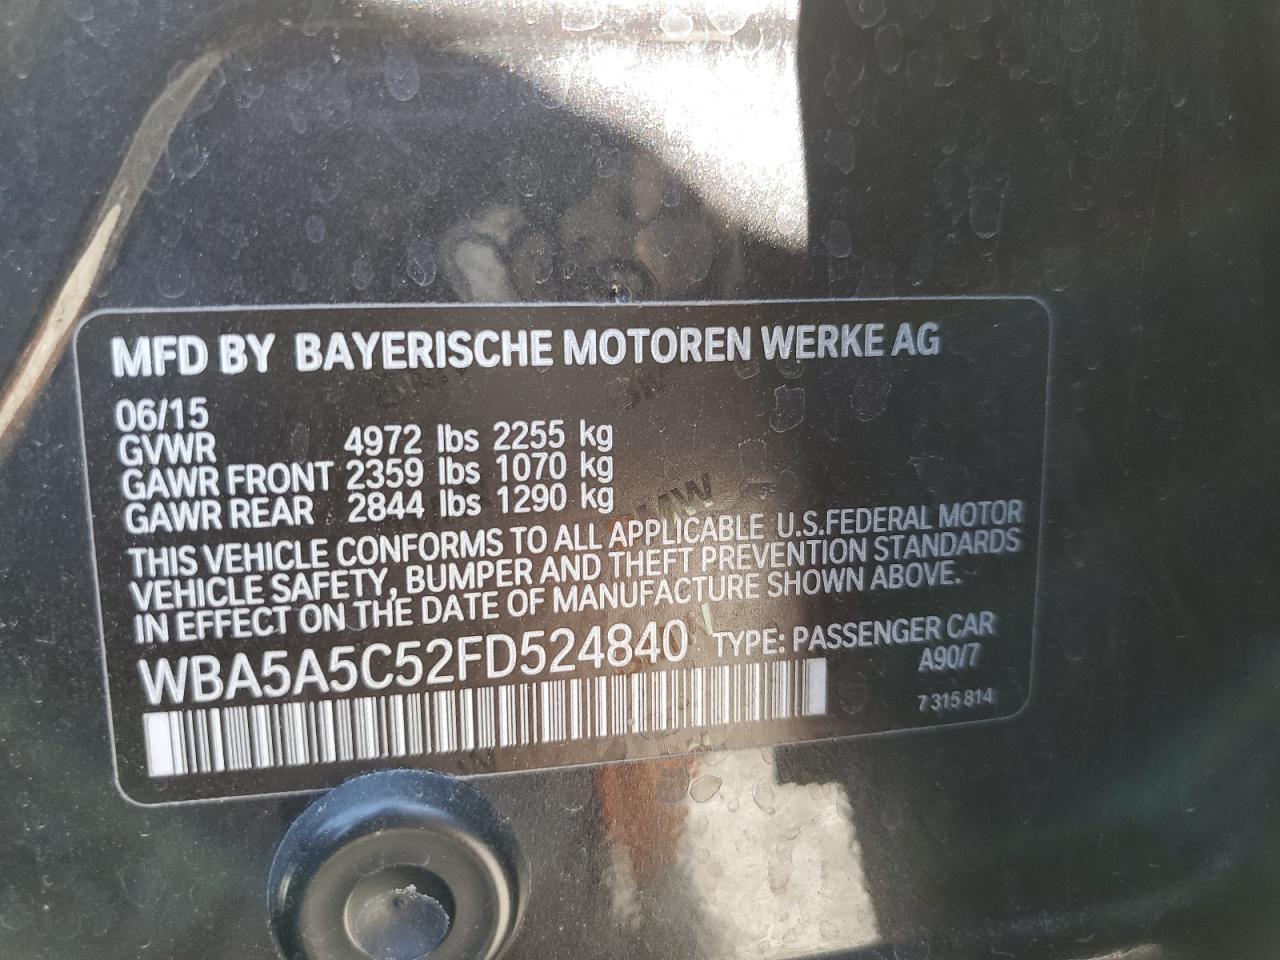 MFD BY BAYERISCHE MOTOREN WERKE AG
06/15
GVWR 4972 lbs 2255 kg
GAWR FRONT 2359 lbs 1070 kg
GAWR REAR 2844 lbs 1290 kg
THIS VEHICLE CONFORMS TO ALL APPLICABLE U.S.FEDERAL MOTOR
VEHICLE SAFETY, BUMPER AND THEFT PREVENTION STANDARDS
IN EFFECT ON THE DATE OF MANUFACTURE SHOWN ABOVE.
WBA5A5C52FD524840 TYPE: PASSENGER CAR
A90/7
7 315 814